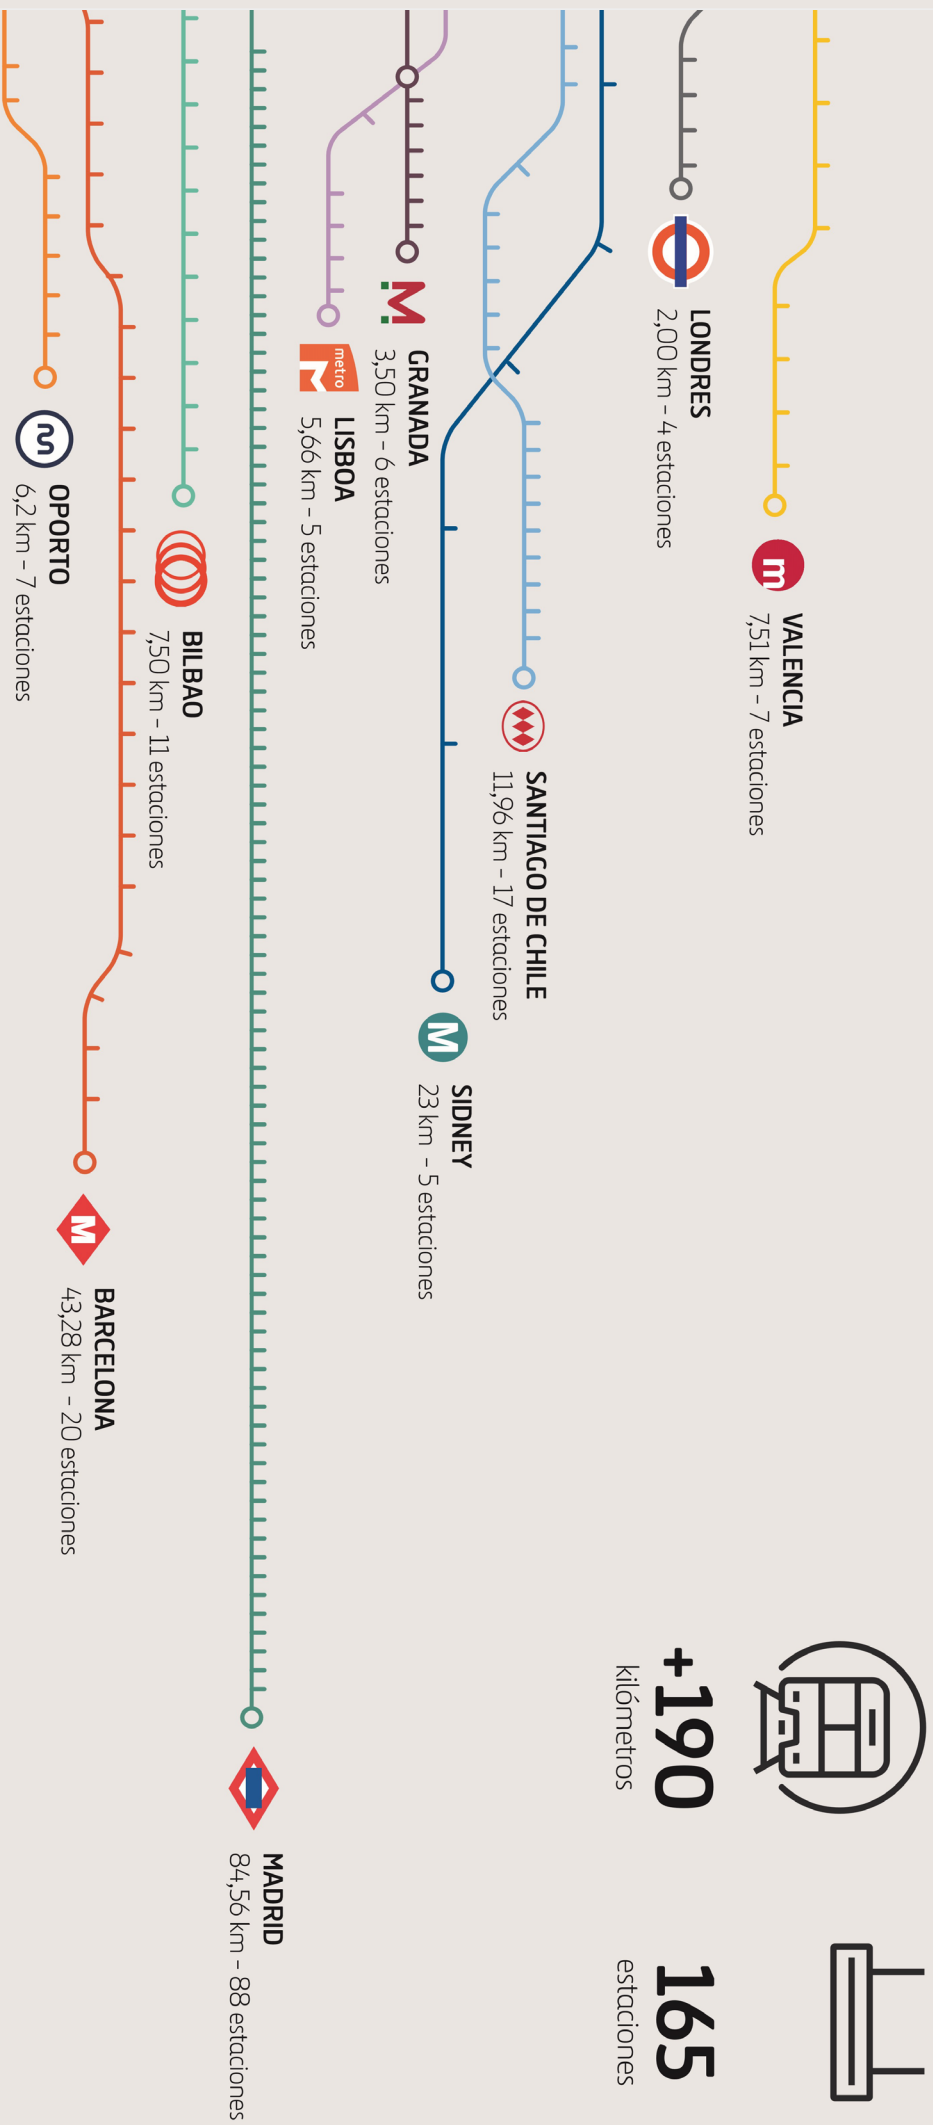 VALENCIA
7,51 km – 7 estaciones
LONDRES
2,00 km – 4 estaciones
SANTIAGO DE CHILE
11,96 km – 17 estaciones
M
SIDNEY
23 km – 5 estaciones
M
GRANADA
3,50 km – 6 estaciones
metro
LISBOA
5,66 km – 5 estaciones
MADRID
84,56 km – 88 estaciones
BILBAO
7,50 km – 11 estaciones
M
BARCELONA
43,28 km – 20 estaciones
OPORTO
6,2 km – 7 estaciones
m
+190
kilómetros
165
estaciones